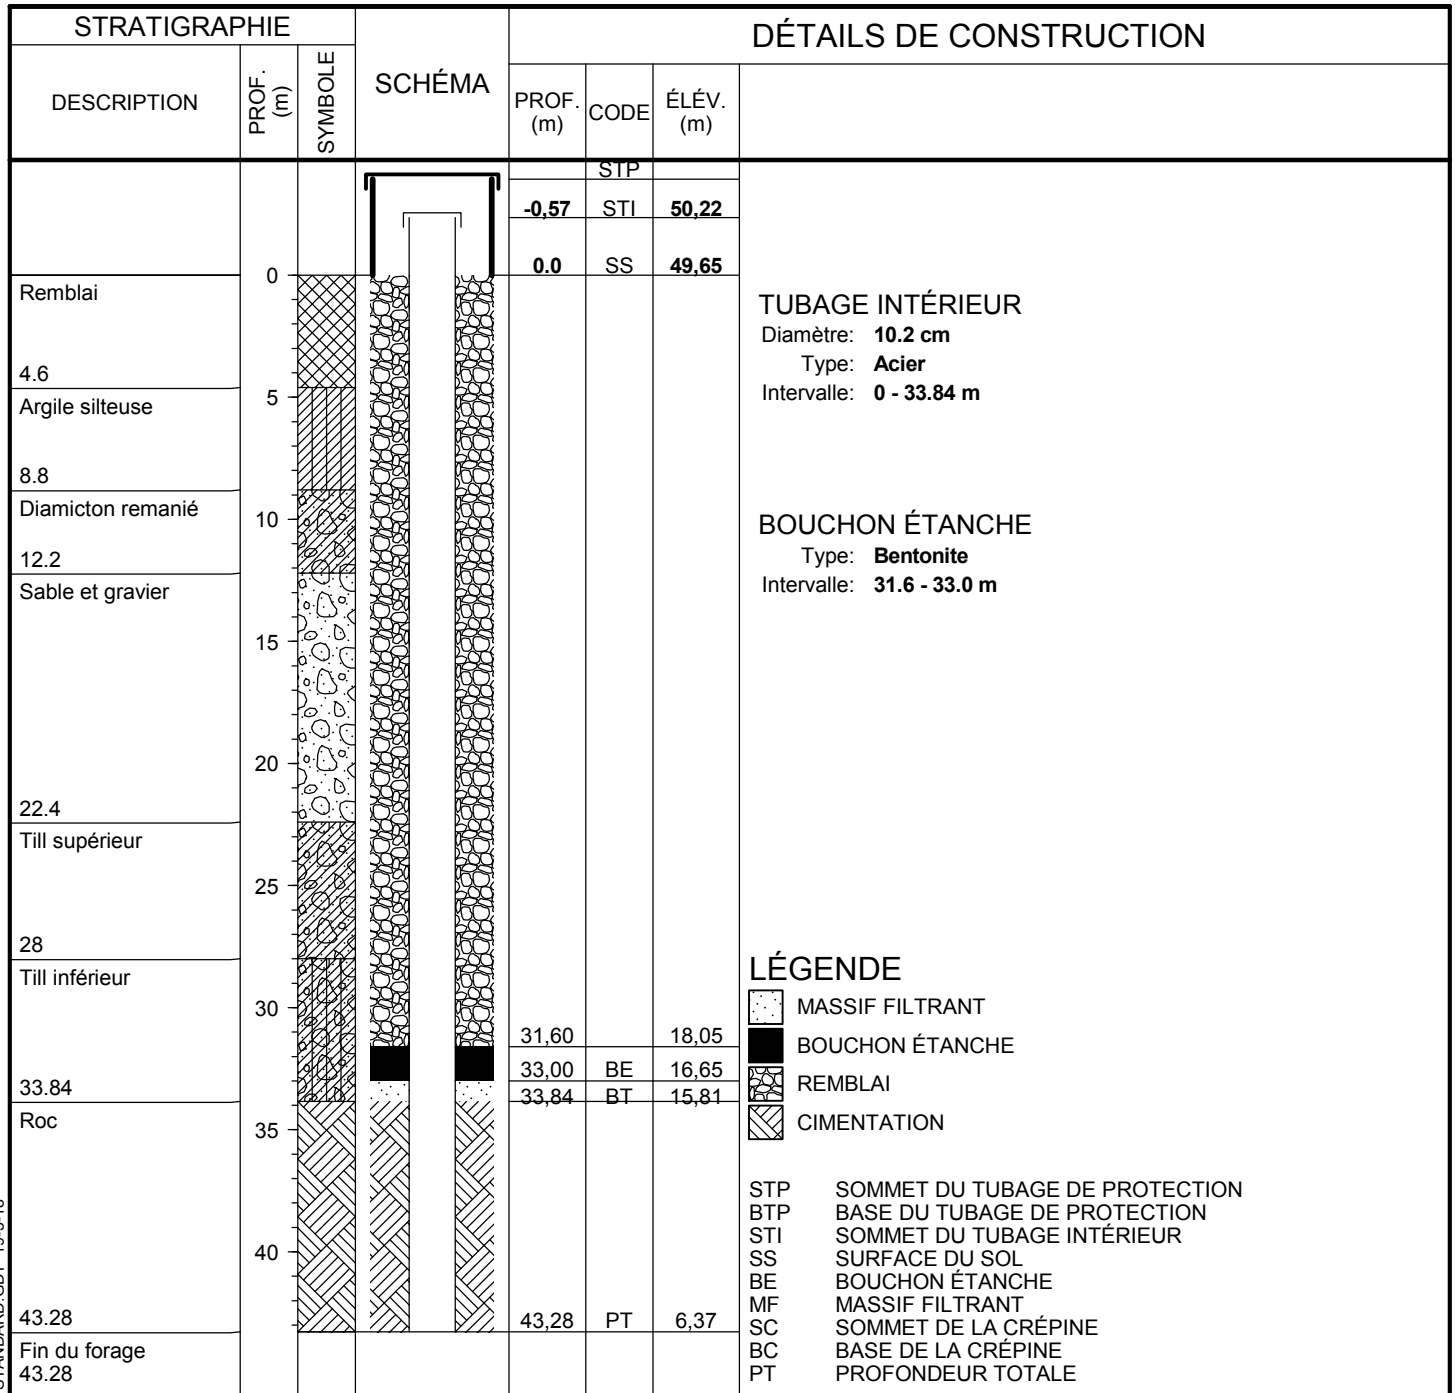 STRATIGRAPHIE
SCHÉMA
DÉTAILS DE CONSTRUCTION
DESCRIPTION
PROF. (m)
SYMBOLE
PROF. (m)
CODE
ÉLÉV. (m)
STP
-0,57 STI 50,22
0.0 SS 49,65
0
Remblai
4.6
5
Argile silteuse
8.8
Diamicton remanié
10
12.2
Sable et gravier
15
20
22.4
Till supérieur
25
28
Till inférieur
30
33.84
Roc
35
40
43.28
Fin du forage
43.28
31,60 18,05
33,00 BE 16,65
33,84 BT 15,81
43,28 PT 6,37
TUBAGE INTÉRIEUR
Diamètre: 10.2 cm
Type: Acier
Intervalle: 0 - 33.84 m
BOUCHON ÉTANCHE
Type: Bentonite
Intervalle: 31.6 - 33.0 m
LÉGENDE
MASSIF FILTRANT
BOUCHON ÉTANCHE
REMBLAI
CIMENTATION
STP SOMMET DU TUBAGE DE PROTECTION
BTP BASE DU TUBAGE DE PROTECTION
STI SOMMET DU TUBAGE INTÉRIEUR
SS SURFACE DU SOL
BE BOUCHON ÉTANCHE
MF MASSIF FILTRANT
SC SOMMET DE LA CRÉPINE
BC BASE DE LA CRÉPINE
PT PROFONDEUR TOTALE